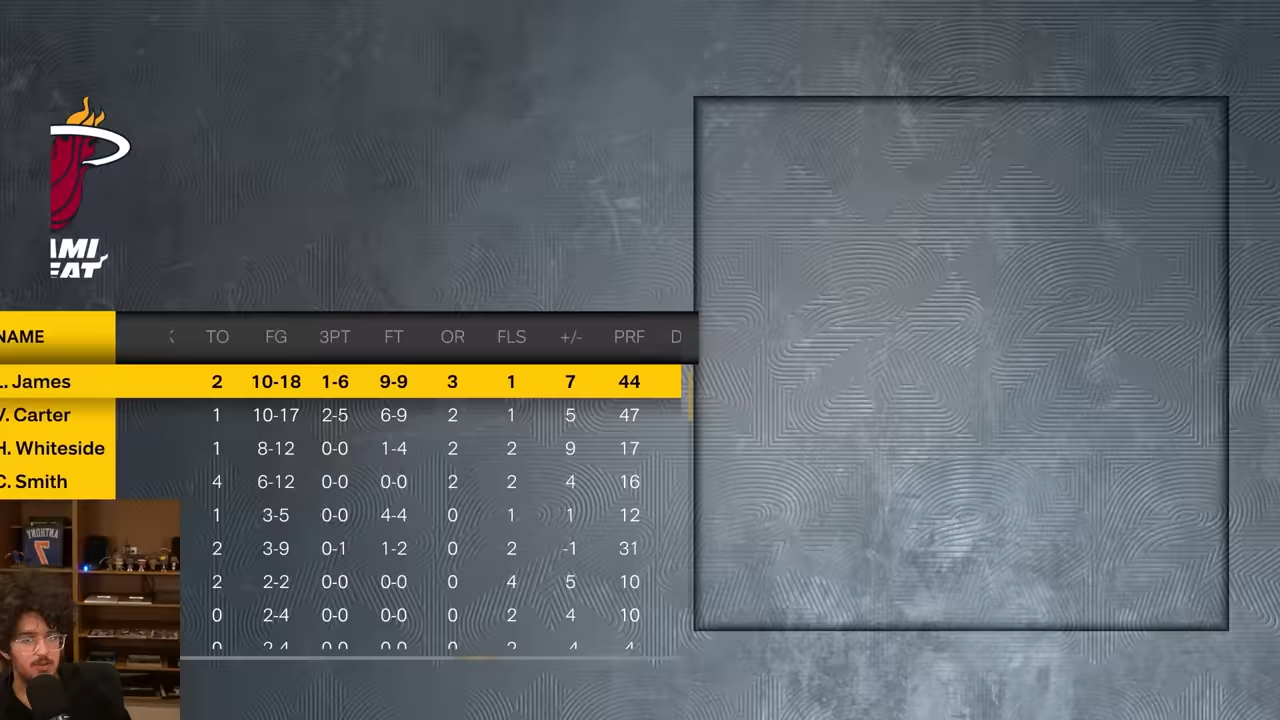 AMI
EAT
NAME TO FG 3PT FT OR FLS +/- PRF D
L. James 2 10-18 1-6 9-9 3 1 7 44
V. Carter 1 10-17 2-5 6-9 2 1 5 47
H. Whiteside 1 8-12 0-0 1-4 2 2 9 17
C. Smith 4 6-12 0-0 0-0 2 2 4 16
1 3-5 0-0 4-4 0 1 1 12
2 3-9 0-1 1-2 0 2 -1 31
2 2-2 0-0 0-0 0 4 5 10
0 2-4 0-0 0-0 0 2 4 10
ANTHONY
7